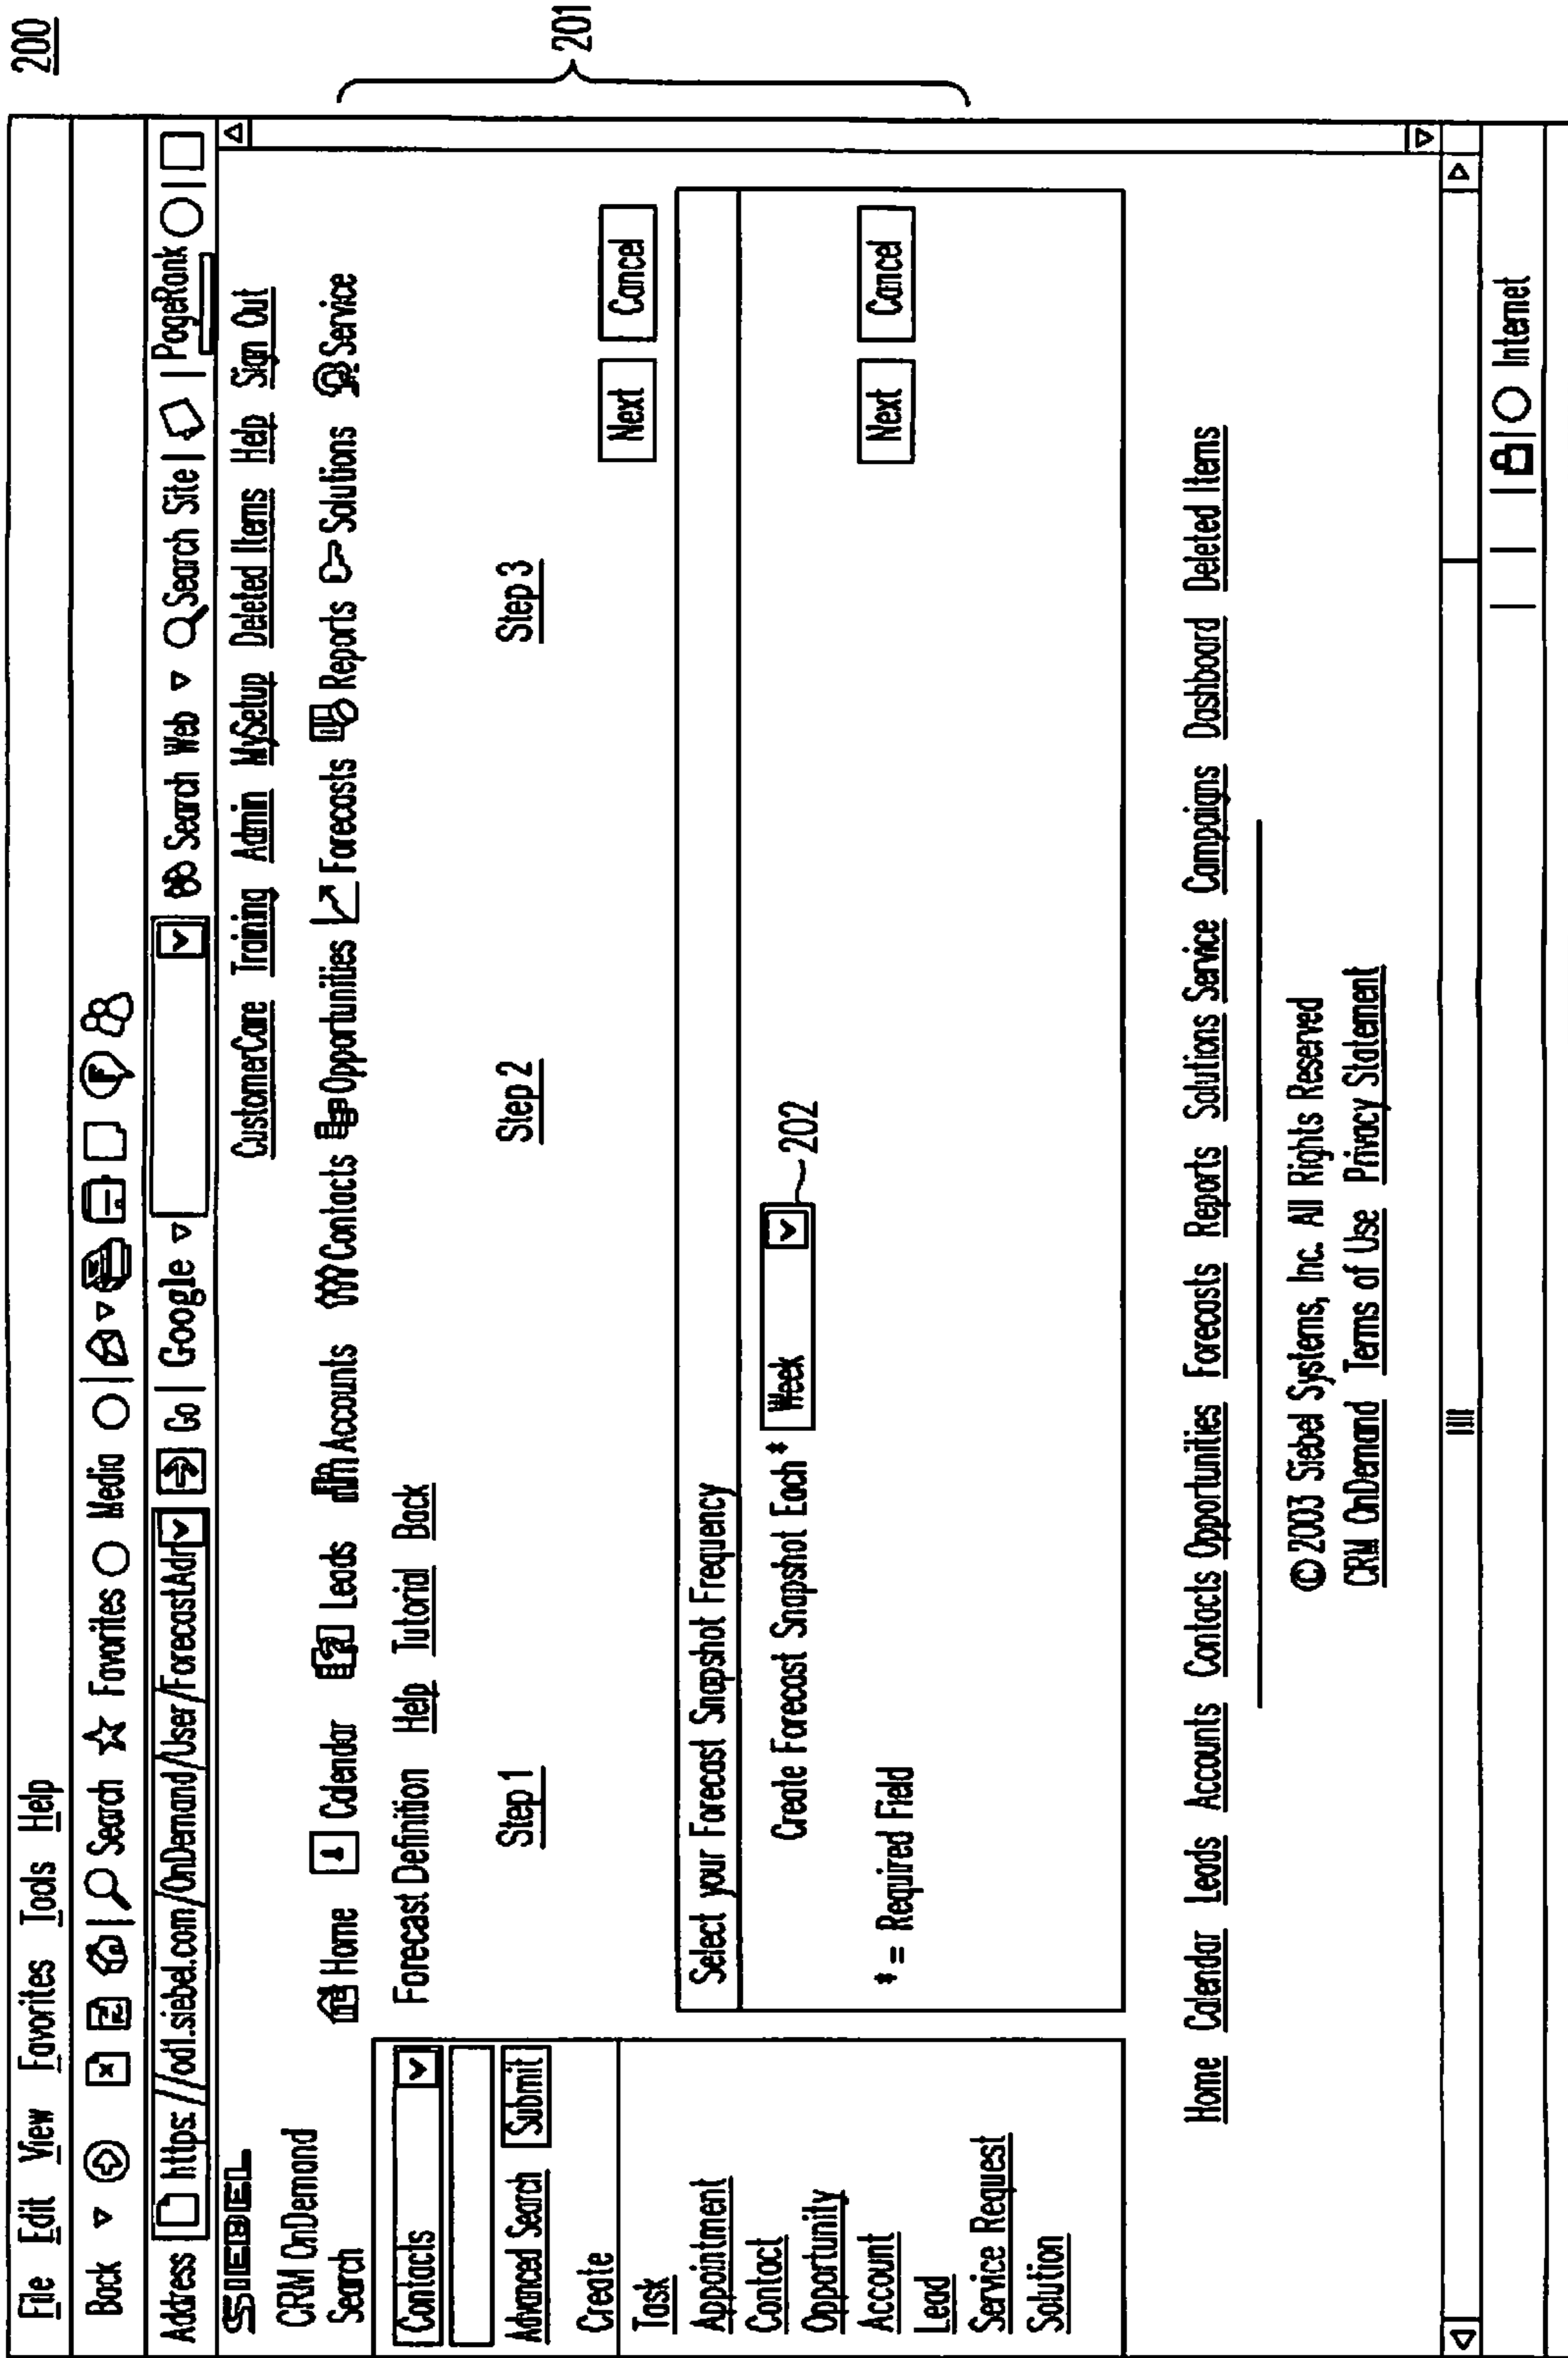 200
File Edit View Favorites Tools Help
Back Search Favorites Media F
Address https://od1.siebel.com/OnDemand/User/ForecastAdr Go Google Search Web Search Site PageRank
SIEBEL CustomerCare Training Admin MySetup Deleted Items Help Sign Out
CRM OnDemand
Home Calendar Leads Accounts Contacts Opportunities Forecasts Reports Solutions Service
Search
Contacts
Forecast Definition Help Tutorial Back
Advanced Search Submit
Step 1 Step 2 Step 3
201
Create
Next Cancel
Task
Appointment
Contact
Opportunity
Account
Lead
Service Request
Solution
Select your Forecast Snapshot Frequency
Create Forecast Snapshot Each * Week 202
* = Required Field Next Cancel
Home Calendar Leads Accounts Contacts Opportunities Forecasts Reports Solutions Service Campaigns Dashboard Deleted Items
© 2003 Siebel Systems, Inc. All Rights Reserved
CRM OnDemand Terms of Use Privacy Statement
Internet